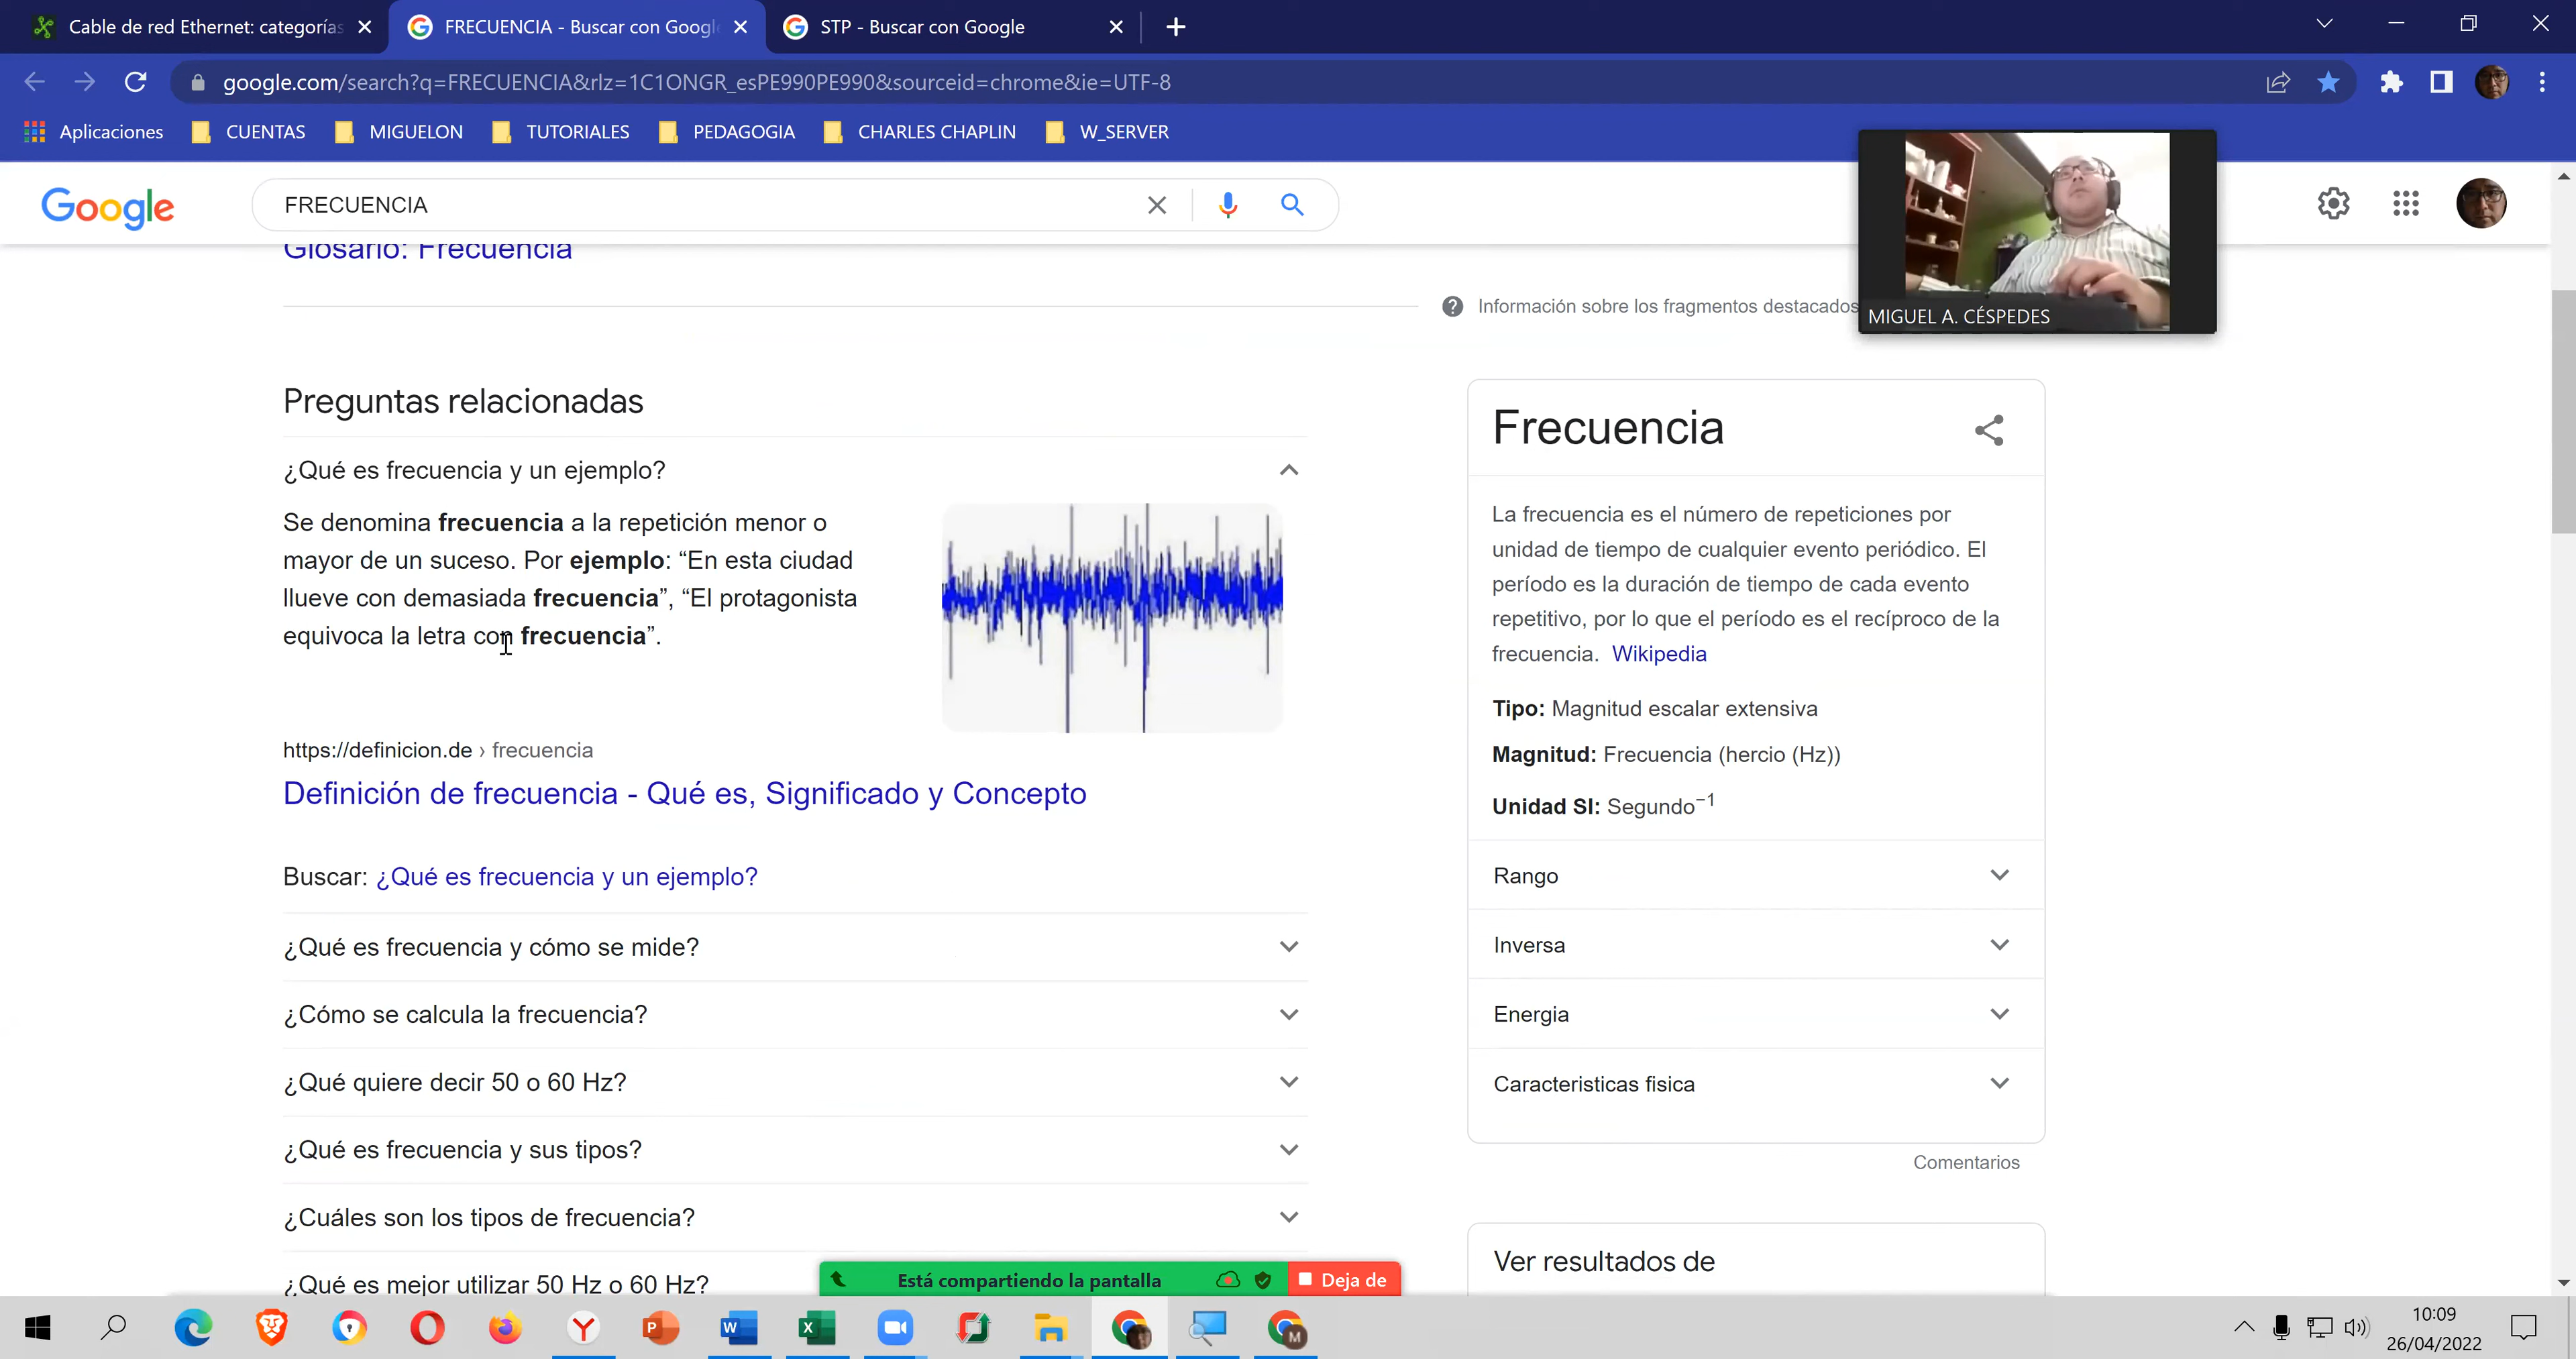 Cable de red Ethernet: categorías
FRECUENCIA - Buscar con Googl
STP - Buscar con Google
google.com/search?q=FRECUENCIA&rlz=1C1ONGR_esPE990PE990&sourceid=chrome&ie=UTF-8
Aplicaciones
CUENTAS
MIGUELON
TUTORIALES
PEDAGOGIA
CHARLES CHAPLIN
W_SERVER
Google
FRECUENCIA
MIGUEL A. CÉSPEDES
Glosario: Frecuencia
Información sobre los fragmentos destacados
Preguntas relacionadas
¿Qué es frecuencia y un ejemplo?
Se denomina frecuencia a la repetición menor o
mayor de un suceso. Por ejemplo: “En esta ciudad
llueve con demasiada frecuencia”, “El protagonista
equivoca la letra con frecuencia”.
https://definicion.de › frecuencia
Definición de frecuencia - Qué es, Significado y Concepto
Buscar: ¿Qué es frecuencia y un ejemplo?
¿Qué es frecuencia y cómo se mide?
¿Cómo se calcula la frecuencia?
¿Qué quiere decir 50 o 60 Hz?
¿Qué es frecuencia y sus tipos?
¿Cuáles son los tipos de frecuencia?
¿Qué es mejor utilizar 50 Hz o 60 Hz?
Frecuencia
La frecuencia es el número de repeticiones por
unidad de tiempo de cualquier evento periódico. El
período es la duración de tiempo de cada evento
repetitivo, por lo que el período es el recíproco de la
frecuencia. Wikipedia
Tipo: Magnitud escalar extensiva
Magnitud: Frecuencia (hercio (Hz))
Unidad SI: Segundo⁻¹
Rango
Inversa
Energia
Caracteristicas fisica
Comentarios
Ver resultados de
Está compartiendo la pantalla
Deja de
10:09
26/04/2022